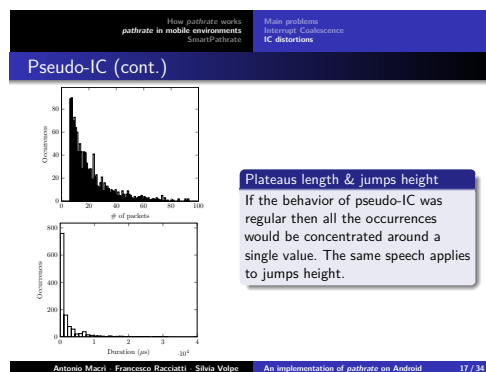 How pathrate works
pathrate in mobile environments
SmartPathrate
Main problems
Interrupt Coalescence
IC distortions
Pseudo-IC (cont.)
80
60
40
20
0
Occurrences
0 20 40 60 80 100
# of packets
800
600
400
200
0
Occurrences
0 1 2 3 4
Duration (μs) ·10⁴
Plateaus length & jumps height
If the behavior of pseudo-IC was
regular then all the occurrences
would be concentrated around a
single value. The same speech applies
to jumps height.
Antonio Macrì · Francesco Racciatti · Silvia Volpe
An implementation of pathrate on Android
17 / 34